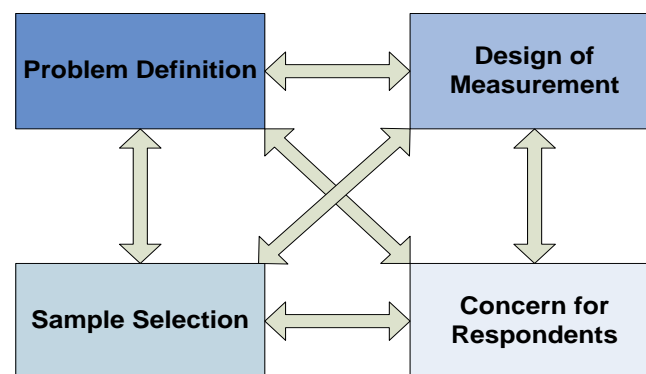 Problem Definition
Design of
Measurement
Sample Selection
Concern for
Respondents